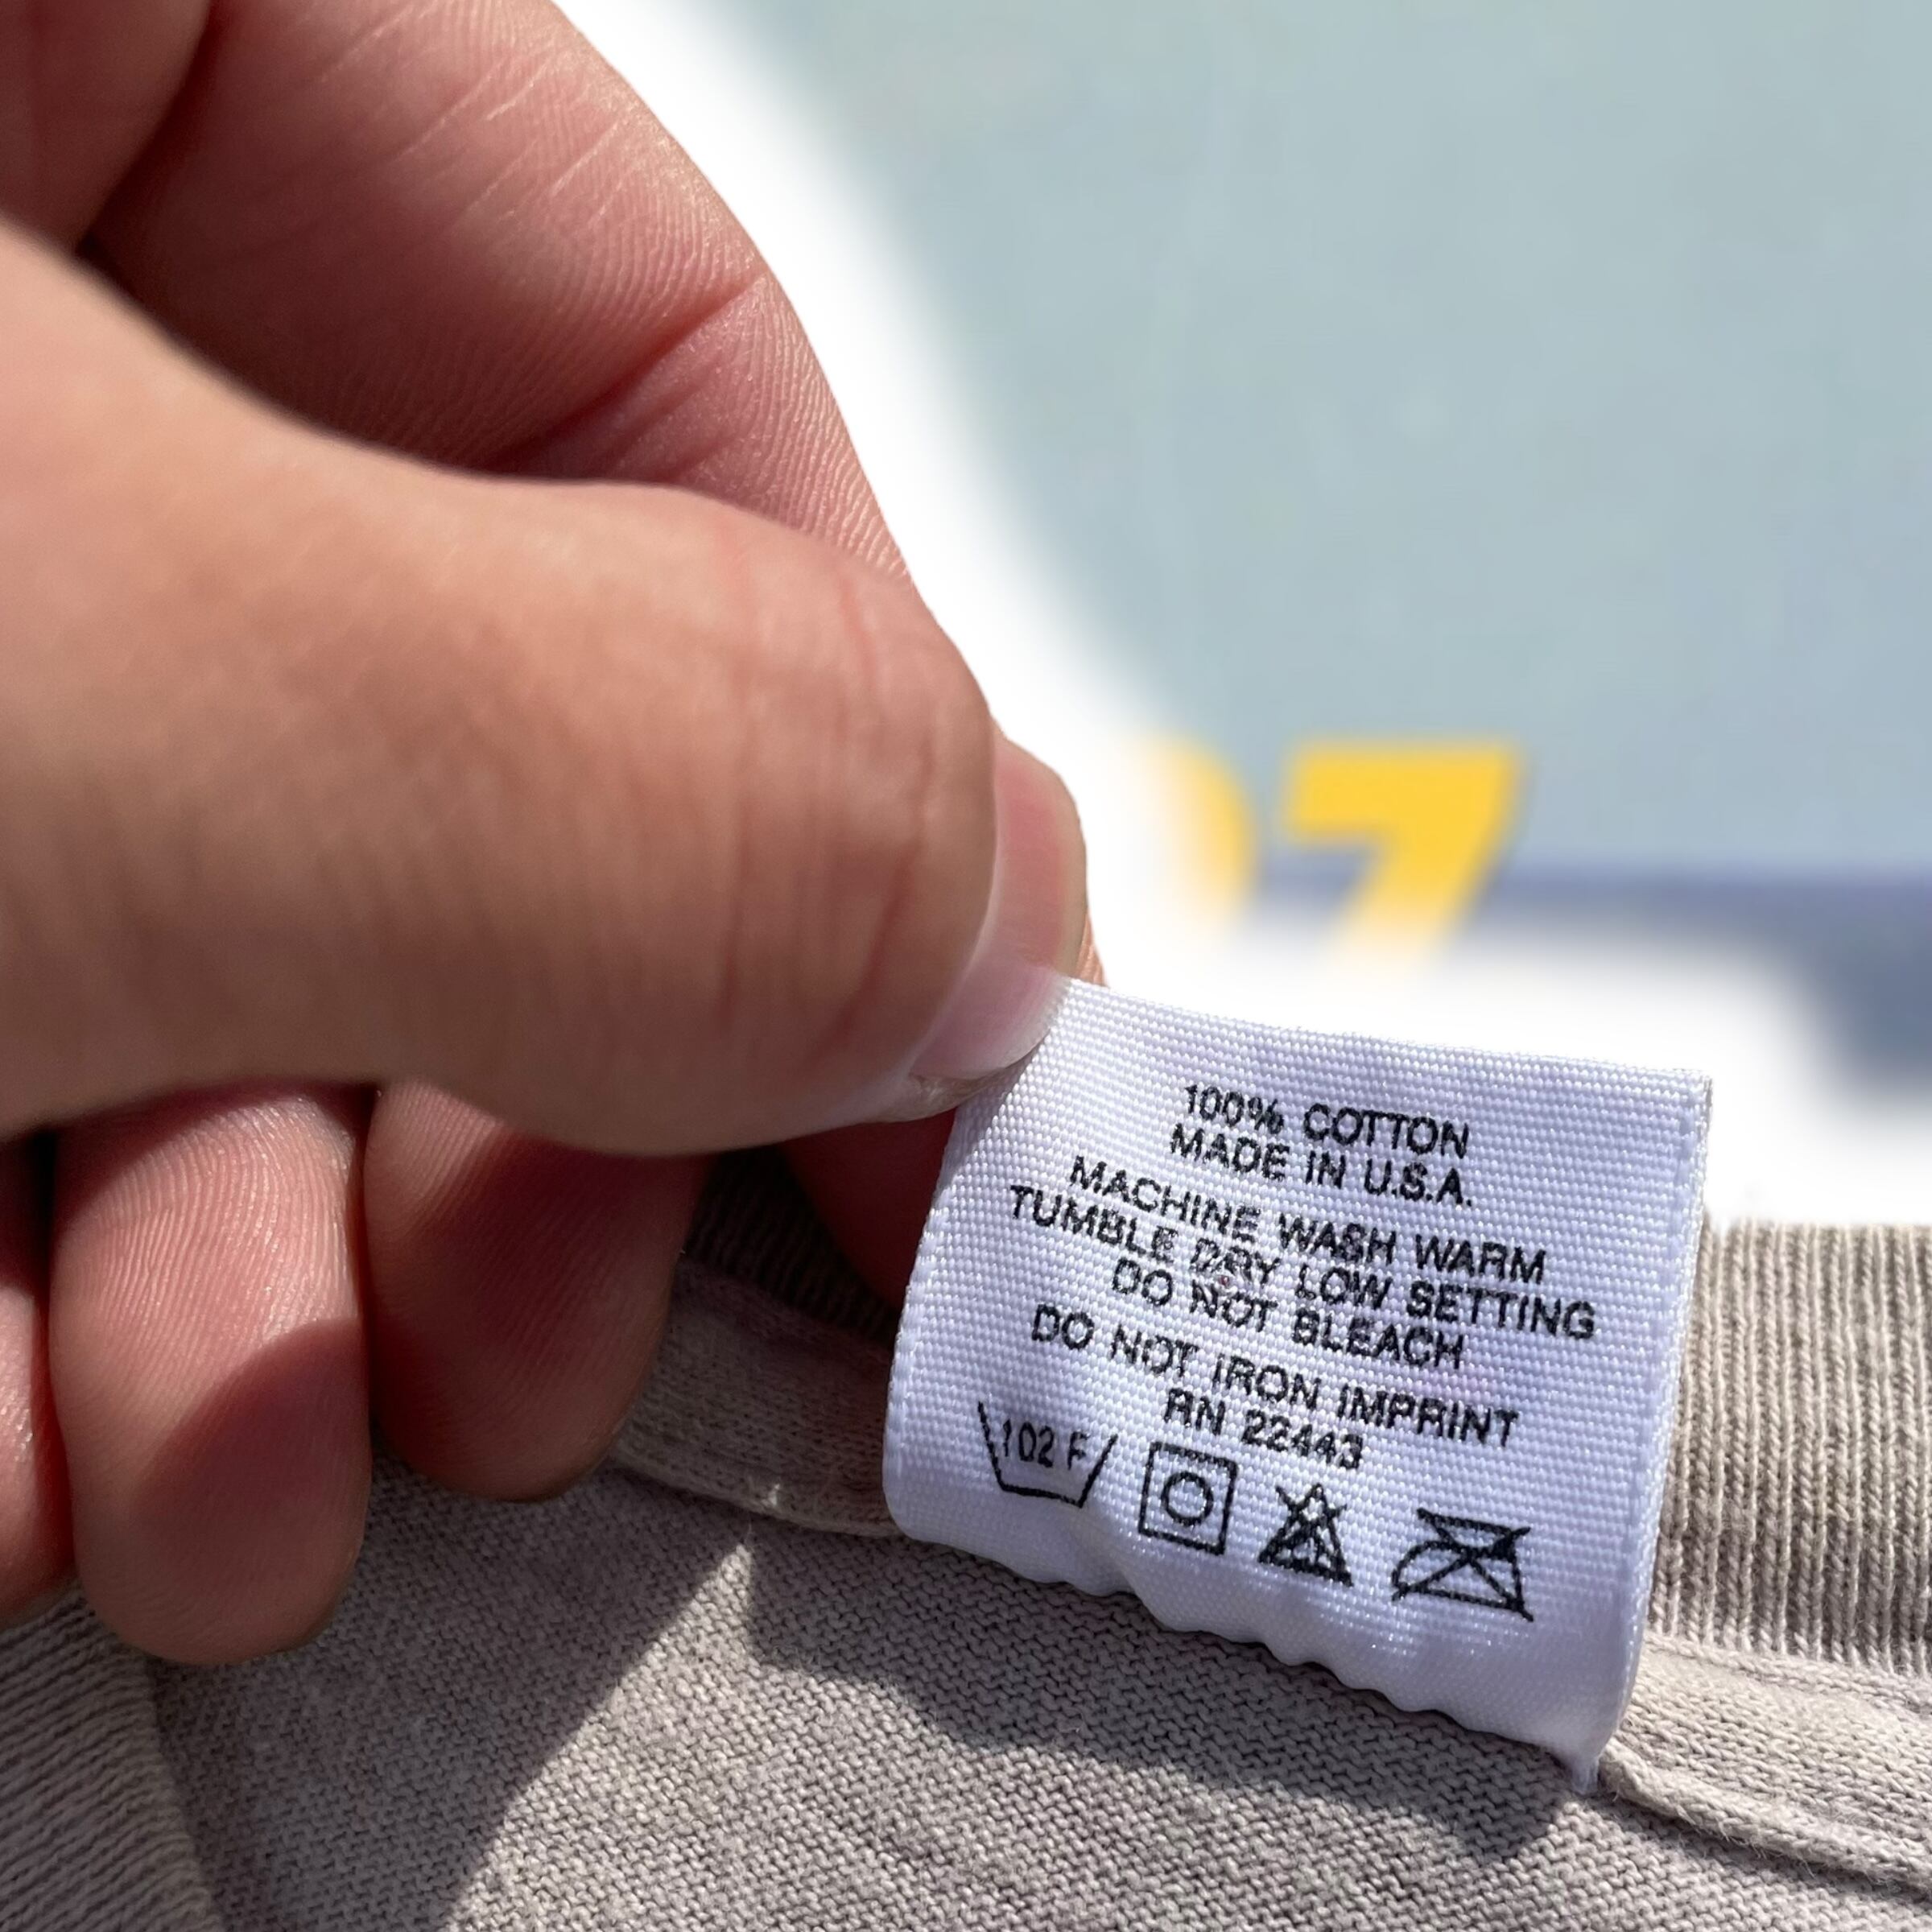 97
100% COTTON
MADE IN U.S.A.
MACHINE WASH WARM
TUMBLE DRY LOW SETTING
DO NOT BLEACH
DO NOT IRON IMPRINT
RN 22443
102 F